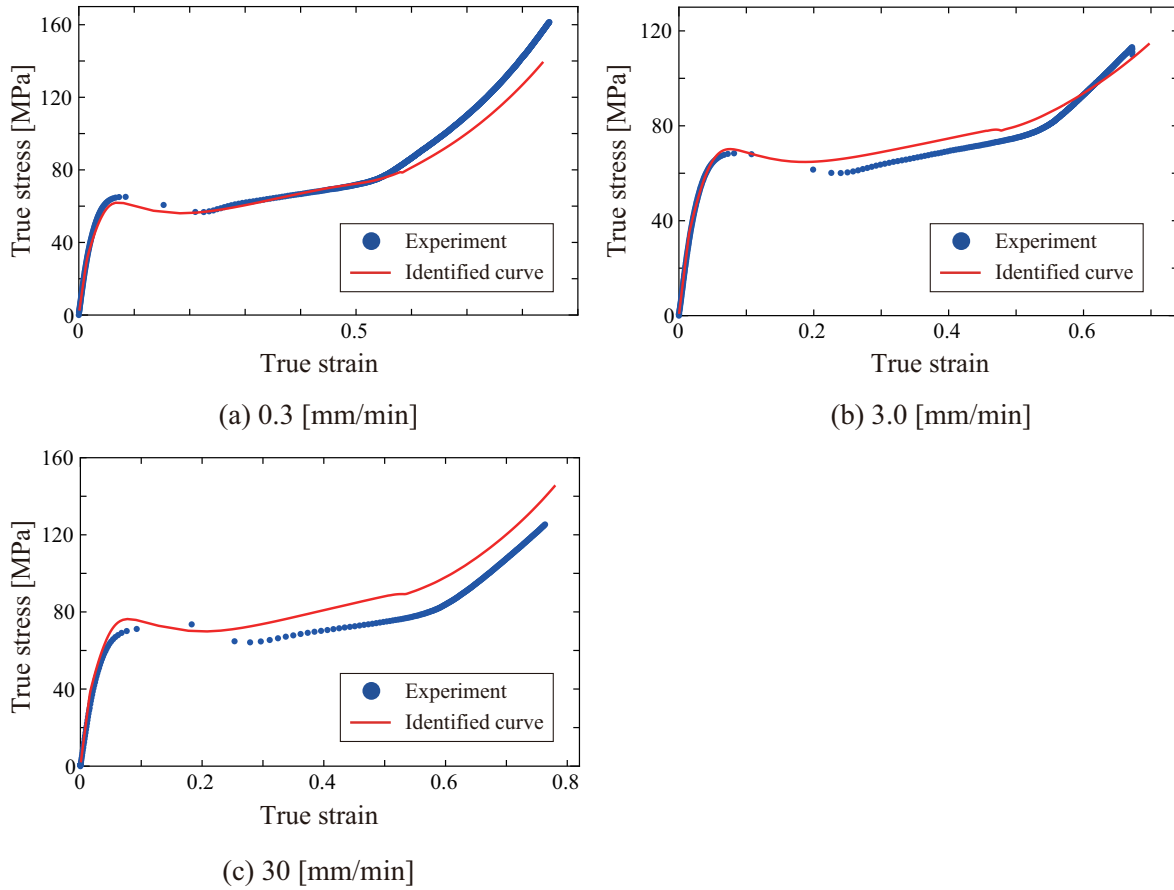 160
120
80
40
0
True stress [MPa]
Experiment
Identified curve
0 0.5
True strain
(a) 0.3 [mm/min]
120
80
40
0
True stress [MPa]
Experiment
Identified curve
0 0.2 0.4 0.6
True strain
(b) 3.0 [mm/min]
160
120
80
40
0
True stress [MPa]
Experiment
Identified curve
0 0.2 0.4 0.6 0.8
True strain
(c) 30 [mm/min]